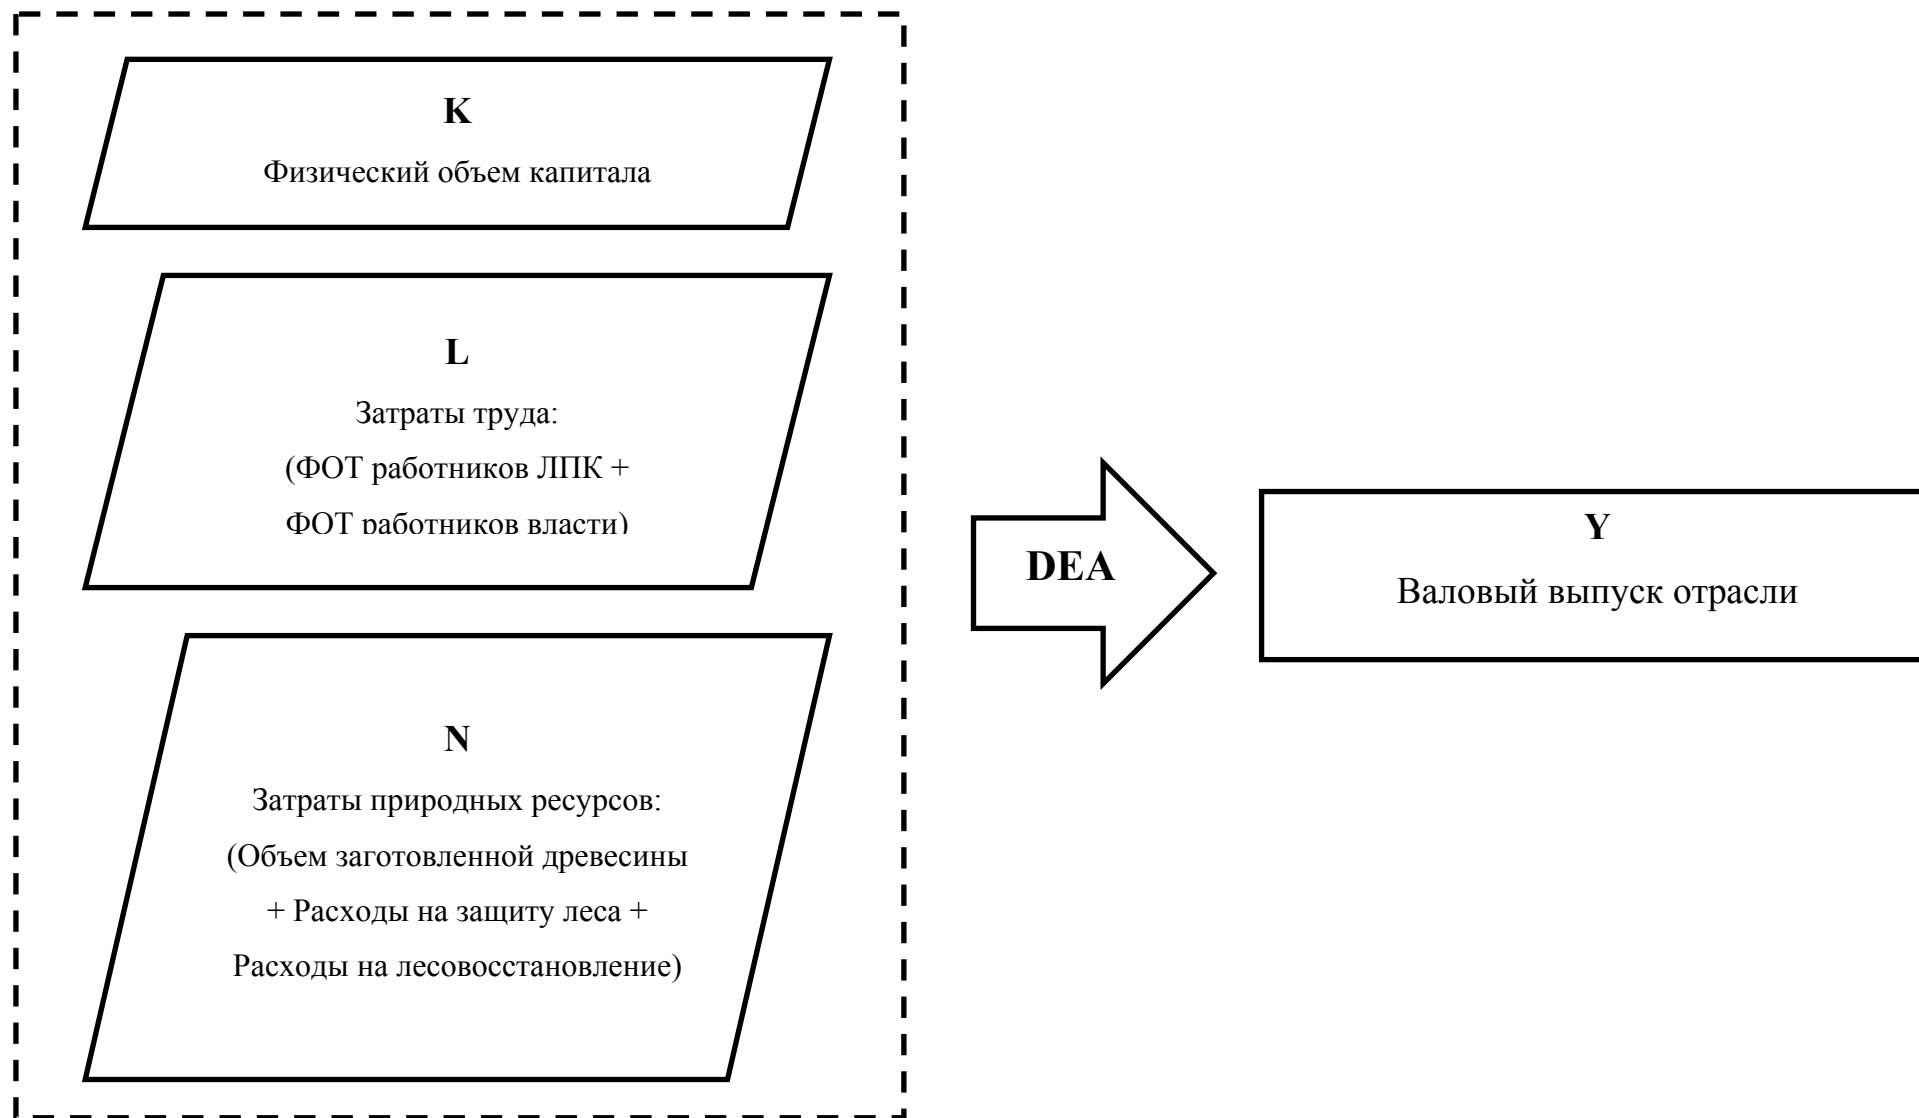 K
Физический объем капитала
L
Затраты труда:
(ФОТ работников ЛПК +
ФОТ работников власти)
N
Затраты природных ресурсов:
(Объем заготовленной древесины
+ Расходы на защиту леса +
Расходы на лесовосстановление)
DEA
Y
Валовый выпуск отрасли